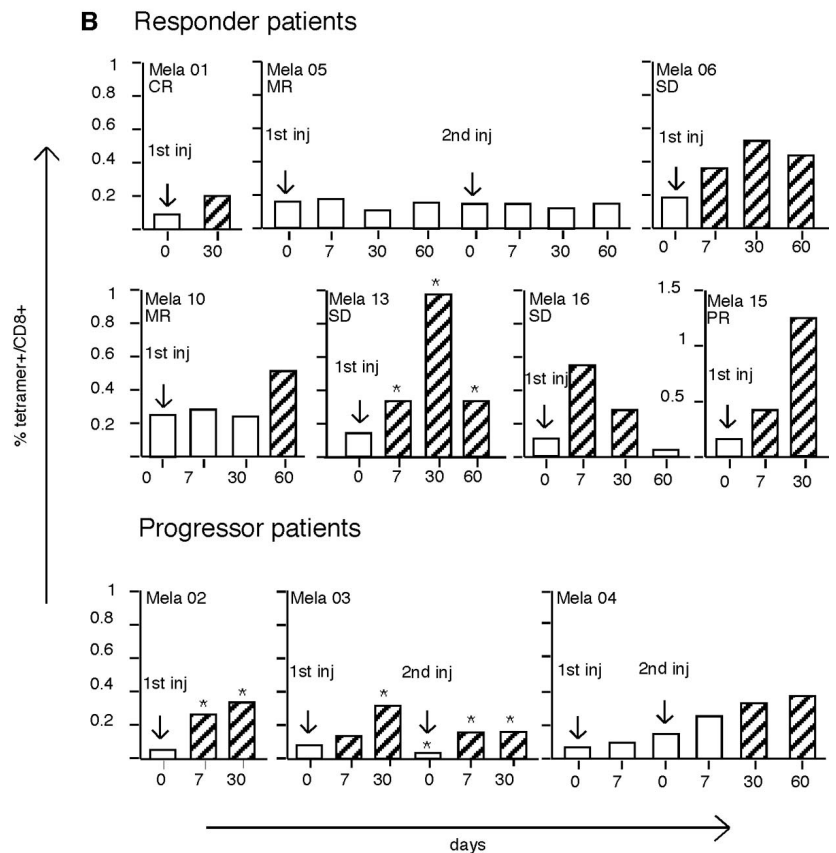 B Responder patients
1 Mela 01 Mela 05 Mela 06
CR MR SD
0.8
0.6
1st inj 1st inj 2nd inj 1st inj
0.4
0.2
0 30 0 7 30 60 0 7 30 60 0 7 30 60
1 Mela 10 Mela 13 * Mela 16 1.5 Mela 15
MR SD SD PR
0.8
1
0.6
1st inj 1st inj 1st inj 1st inj
0.4 * * 0.5
0.2
0 7 30 60 0 7 30 60 0 7 30 60 0 7 30
% tetramer+/CD8+
Progressor patients
1 Mela 02 Mela 03 Mela 04
0.8
0.6
1st inj 1st inj 2nd inj 1st inj 2nd inj
0.4 * * *
0.2 * * *
0 7 30 0 7 30 0 7 30 0 7 0 7 30 60
days